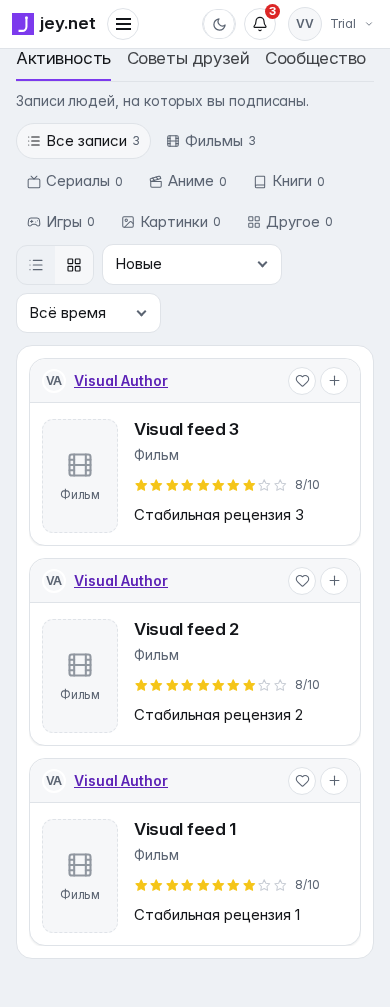 jey.net
3
VV Trial
Активность Советы друзей Сообщество
Записи людей, на которых вы подписаны.
Все записи 3 Фильмы 3
Сериалы 0 Аниме 0 Книги 0
Игры 0 Картинки 0 Другое 0
Новые
Всё время
VA Visual Author
Visual feed 3
Фильм
Фильм
8/10
Стабильная рецензия 3
VA Visual Author
Visual feed 2
Фильм
Фильм
8/10
Стабильная рецензия 2
VA Visual Author
Visual feed 1
Фильм
Фильм
8/10
Стабильная рецензия 1